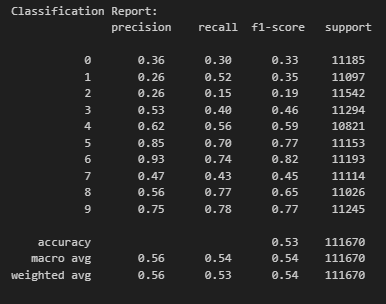 Classification Report:
precision recall f1-score support
0 0.36 0.30 0.33 11185
1 0.26 0.52 0.35 11097
2 0.26 0.15 0.19 11542
3 0.53 0.40 0.46 11294
4 0.62 0.56 0.59 10821
5 0.85 0.70 0.77 11153
6 0.93 0.74 0.82 11193
7 0.47 0.43 0.45 11114
8 0.56 0.77 0.65 11026
9 0.75 0.78 0.77 11245
accuracy 0.53 111670
macro avg 0.56 0.54 0.54 111670
weighted avg 0.56 0.53 0.54 111670